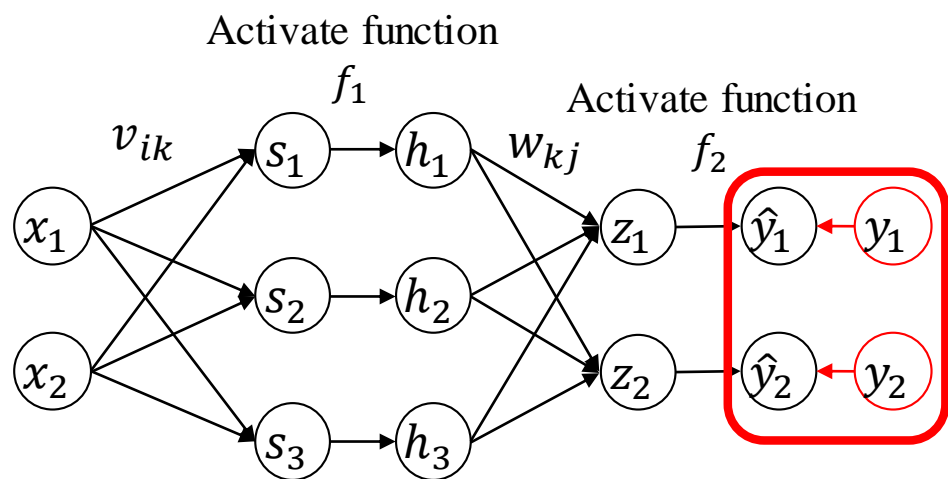 Activate function
f₁
Activate function
f₂
vᵢₖ
wₖⱼ
s₁
h₁
x₁
z₁
ŷ₁
y₁
s₂
h₂
x₂
z₂
ŷ₂
y₂
s₃
h₃